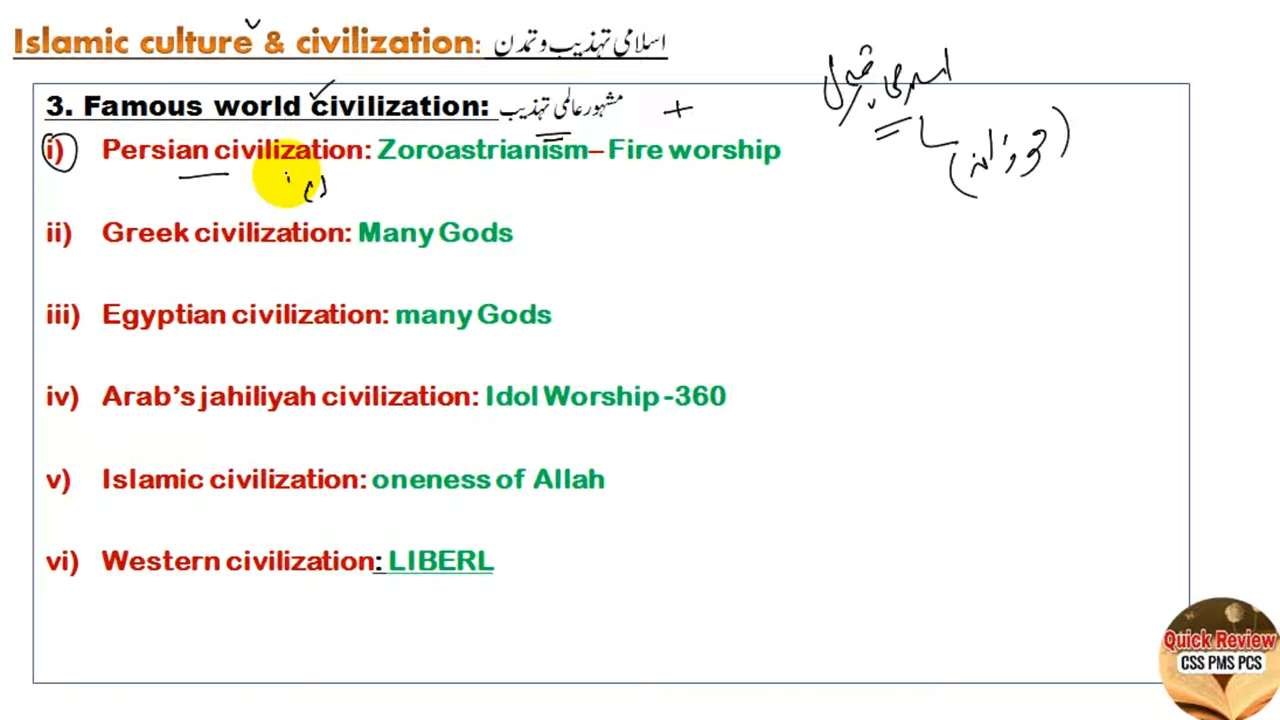 Islamic culture & civilization: اسلامی تہذیب و تمدن
3. Famous world civilization: مشہور عالمی تہذیب +
i) Persian civilization: Zoroastrianism– Fire worship
ii) Greek civilization: Many Gods
iii) Egyptian civilization: many Gods
iv) Arab's jahiliyah civilization: Idol Worship -360
v) Islamic civilization: oneness of Allah
vi) Western civilization: LIBERL
Quick Review
CSS PMS PCS